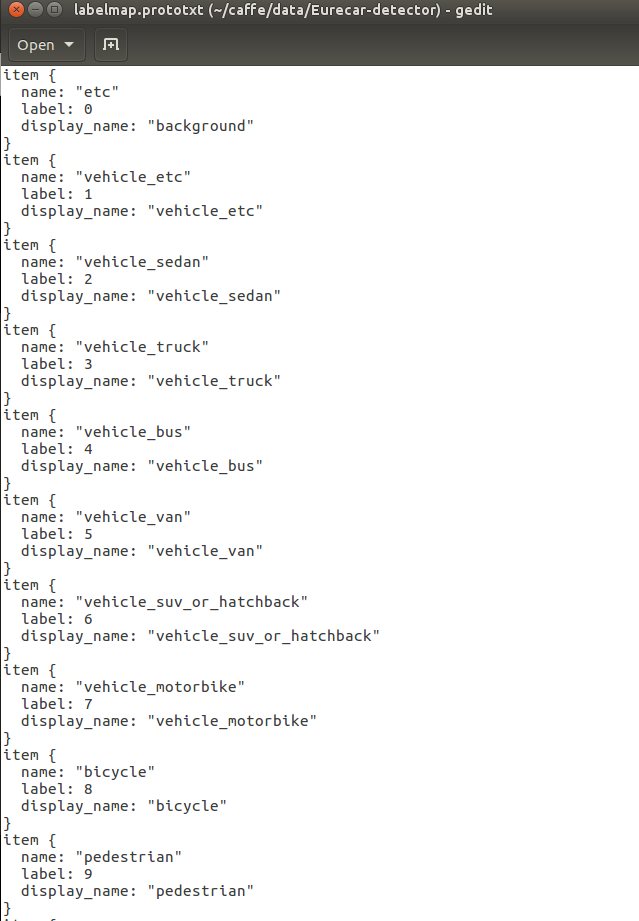 labelmap.prototxt (~/caffe/data/Eurecar-detector) - gedit
Open
item {
  name: "etc"
  label: 0
  display_name: "background"
}
item {
  name: "vehicle_etc"
  label: 1
  display_name: "vehicle_etc"
}
item {
  name: "vehicle_sedan"
  label: 2
  display_name: "vehicle_sedan"
}
item {
  name: "vehicle_truck"
  label: 3
  display_name: "vehicle_truck"
}
item {
  name: "vehicle_bus"
  label: 4
  display_name: "vehicle_bus"
}
item {
  name: "vehicle_van"
  label: 5
  display_name: "vehicle_van"
}
item {
  name: "vehicle_suv_or_hatchback"
  label: 6
  display_name: "vehicle_suv_or_hatchback"
}
item {
  name: "vehicle_motorbike"
  label: 7
  display_name: "vehicle_motorbike"
}
item {
  name: "bicycle"
  label: 8
  display_name: "bicycle"
}
item {
  name: "pedestrian"
  label: 9
  display_name: "pedestrian"
}